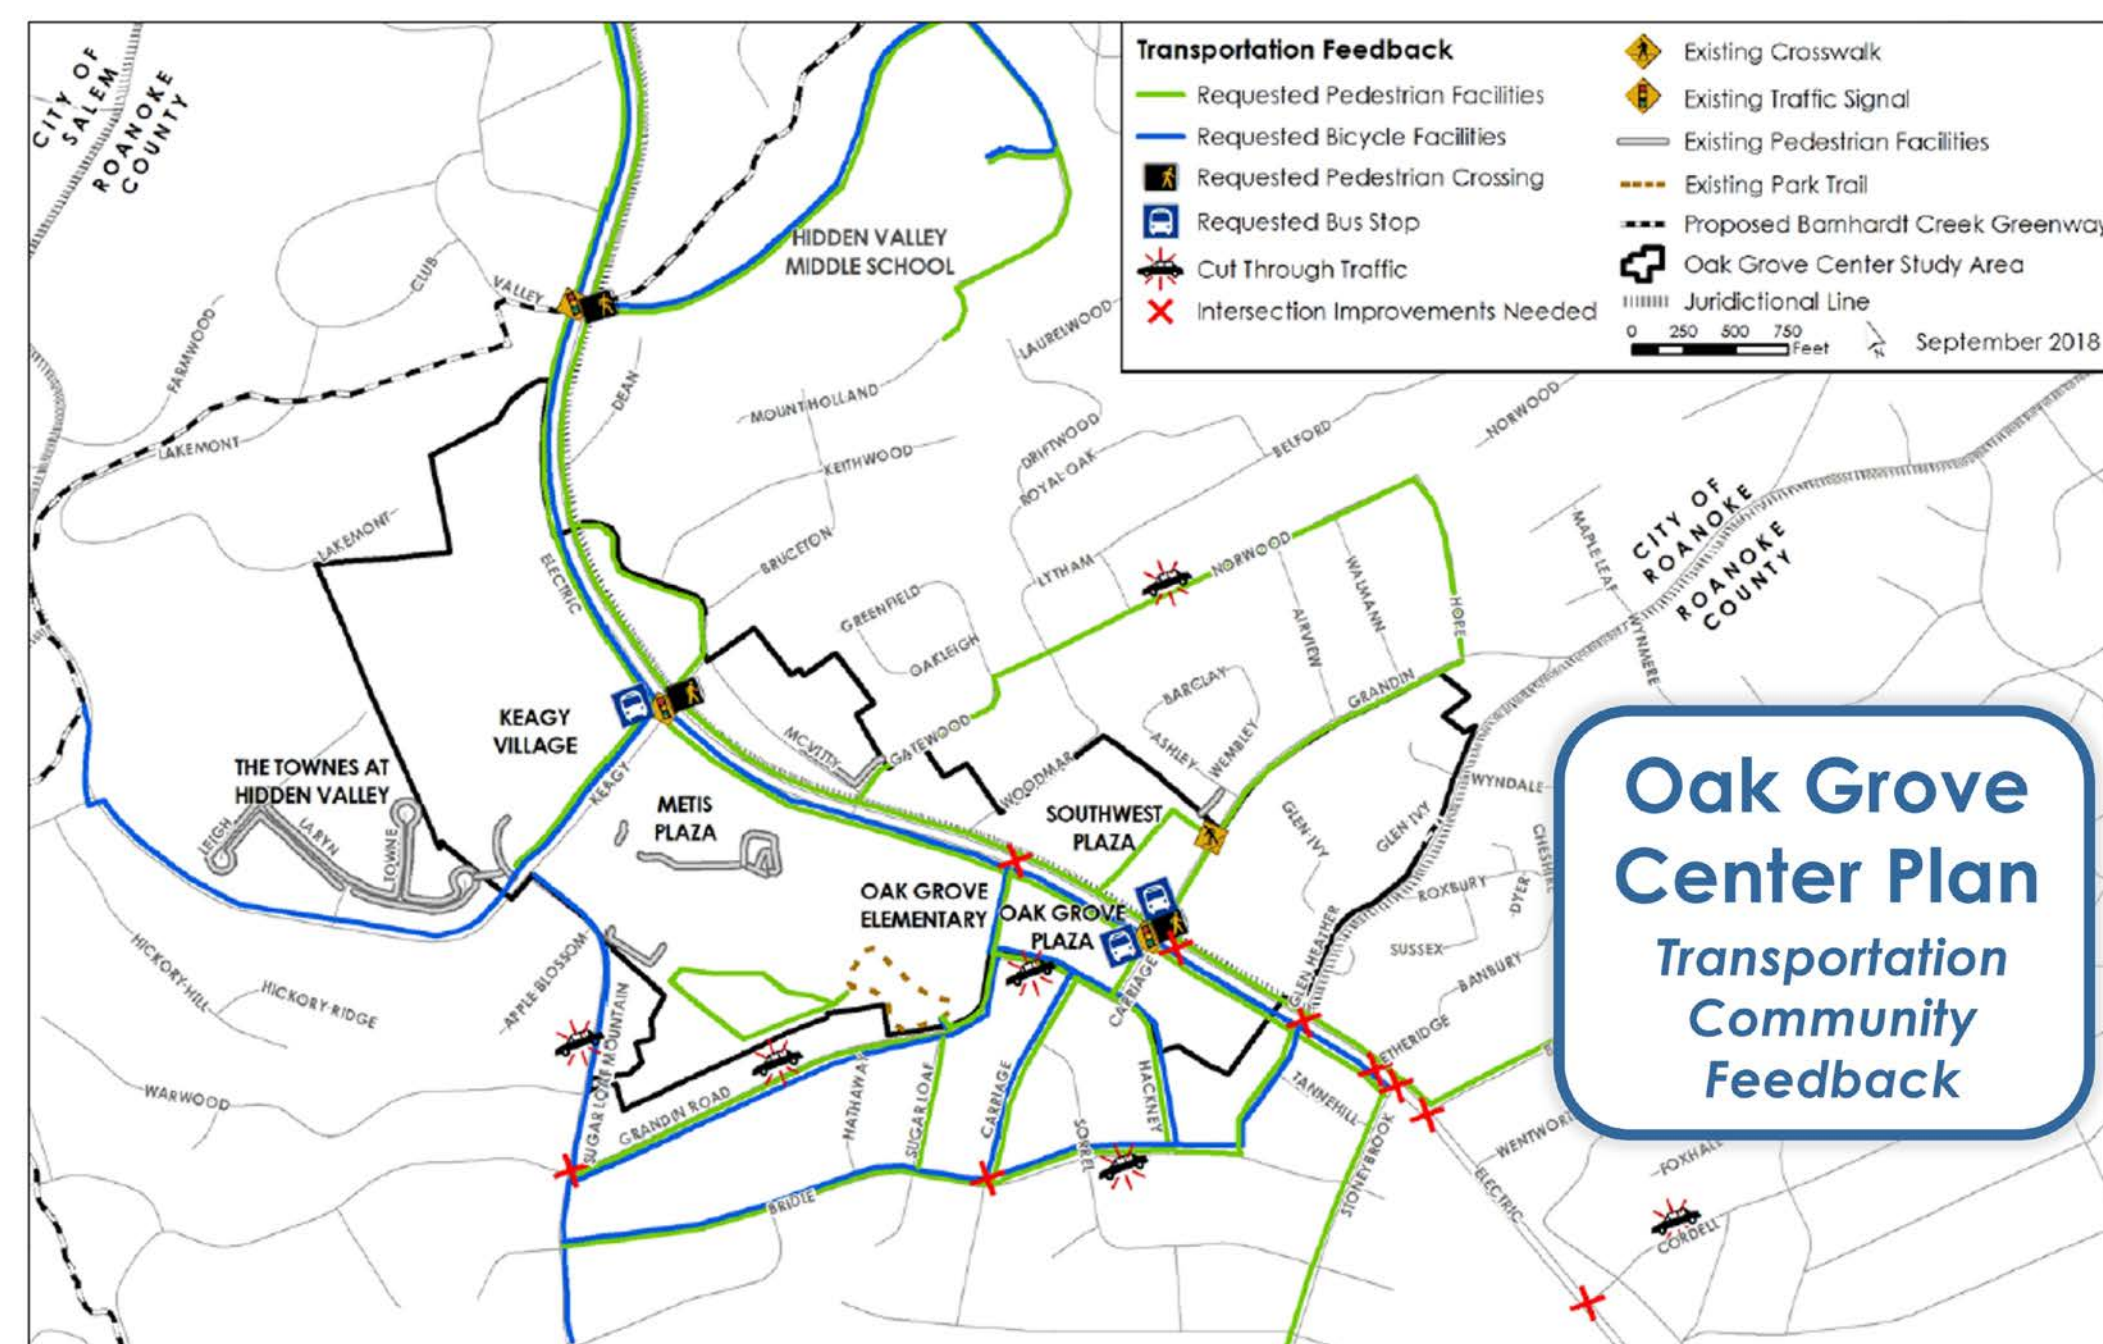 Transportation Feedback
Requested Pedestrian Facilities
Requested Bicycle Facilities
Requested Pedestrian Crossing
Requested Bus Stop
Cut Through Traffic
Intersection Improvements Needed
Existing Crosswalk
Existing Traffic Signal
Existing Pedestrian Facilities
Existing Park Trail
Proposed Barnhardt Creek Greenway
Oak Grove Center Study Area
Juridictional Line
0 250 500 750
Feet
N
September 2018
CITY OF
SALEM
ROANOKE
COUNTY
HIDDEN VALLEY
MIDDLE SCHOOL
CLUB
VALLEY
FARMWOOD
LAURELWOOD
DEAN
MOUNT HOLLAND
LAKEMONT
KEITHWOOD
DRIFTWOOD
ROYAL OAK
BELFORD
NORWOOD
LAKEMONT
BRUCETON
ELECTRIC
LYTHAM
NORWOOD
WALMANN
MAPLE LEAF
CITY OF
ROANOKE
ROANOKE
COUNTY
GREENFIELD
OAKLEIGH
AIRVIEW
HOPE
WYNMERE
BARCLAY
GRANDIN
KEAGY
VILLAGE
MCVITTY
GATEWOOD
ASHLEY
WEMBLEY
WOODMAR
THE TOWNES AT
HIDDEN VALLEY
KEAGY
METIS
PLAZA
SOUTHWEST
PLAZA
GLEN IVY
GLEN IVY
WYNDALE
LEIGH
LARYN
TOWNE
OAK GROVE
ELEMENTARY
OAK GROVE
PLAZA
ROXBURY
DYER
SUSSEX
BANBURY
GLEN HEATHER
HICKORY HILL
HICKORY RIDGE
APPLE BLOSSOM
CARRIAGE
ETHERIDGE
WARWOOD
SUGAR LOAF MOUNTAIN
GRANDIN ROAD
HATHAWAY
SUGAR LOAF
CARRIAGE
SORREL
HACKNEY
TANNEHILL
STONEYBROOK
BRIDLE
ELECTRIC
CORDELL
Oak Grove
Center Plan
Transportation
Community
Feedback